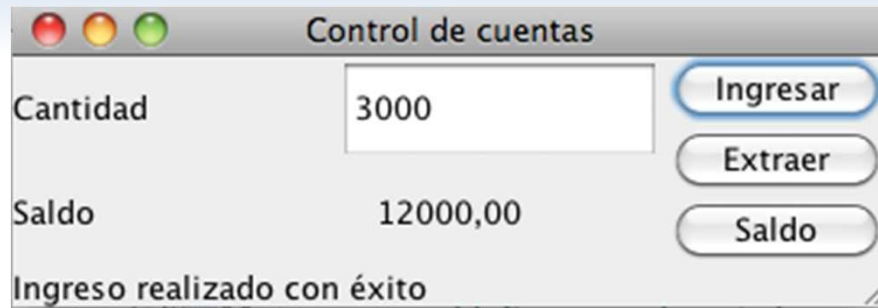 Control de cuentas
Cantidad
3000
Ingresar
Extraer
Saldo
12000,00
Saldo
Ingreso realizado con éxito